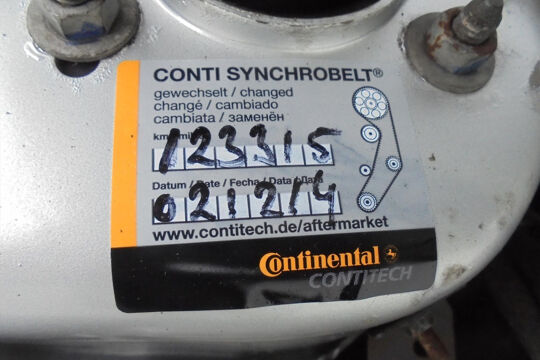 CONTI SYNCHROBELT®
gewechselt / changed
changé / cambiado
cambiata / заменён
123315
Datum / Date / Fecha / Data / Дата
021214
www.contitech.de/aftermarket
Continental
CONTITECH